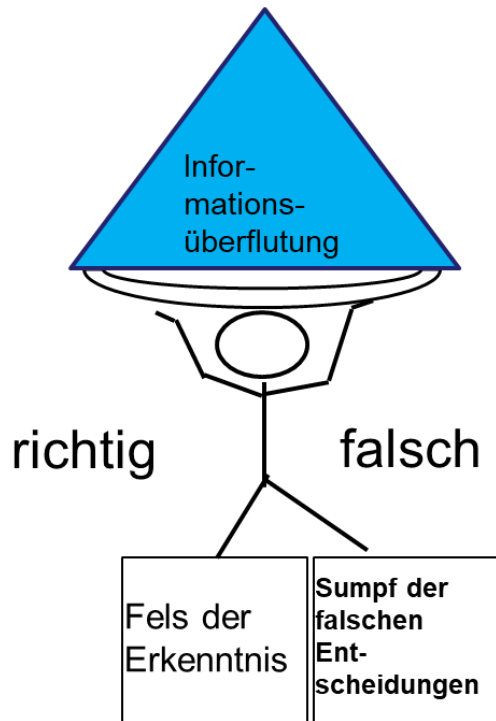 Infor-
mations-
überflutung
richtig
falsch
Fels der
Erkenntnis
Sumpf der
falschen
Ent-
scheidungen